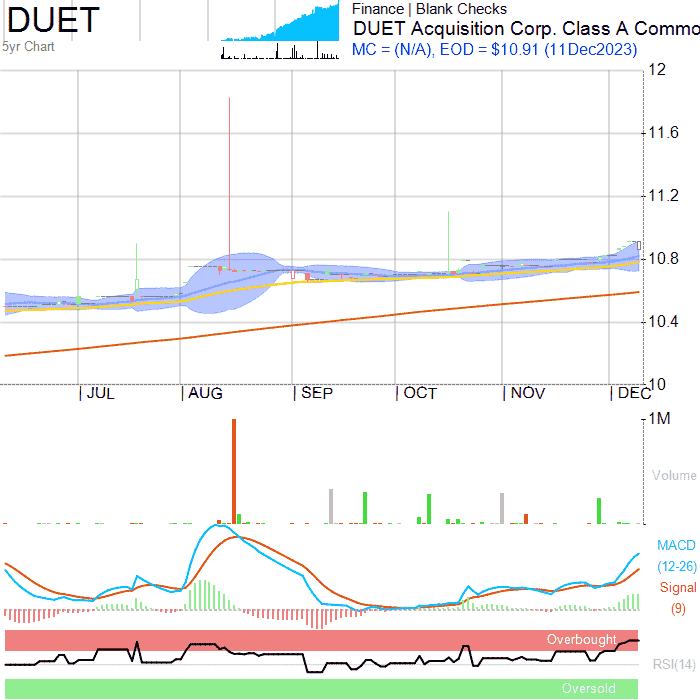 DUET
5yr Chart
Finance | Blank Checks
DUET Acquisition Corp. Class A Commo
MC = (N/A), EOD = $10.91 (11Dec2023)
12
11.6
11.2
10.8
10.4
10
JUL
AUG
SEP
OCT
NOV
DEC
1M
Volume
MACD
(12-26)
Signal
(9)
Overbought
RSI(14)
Oversold